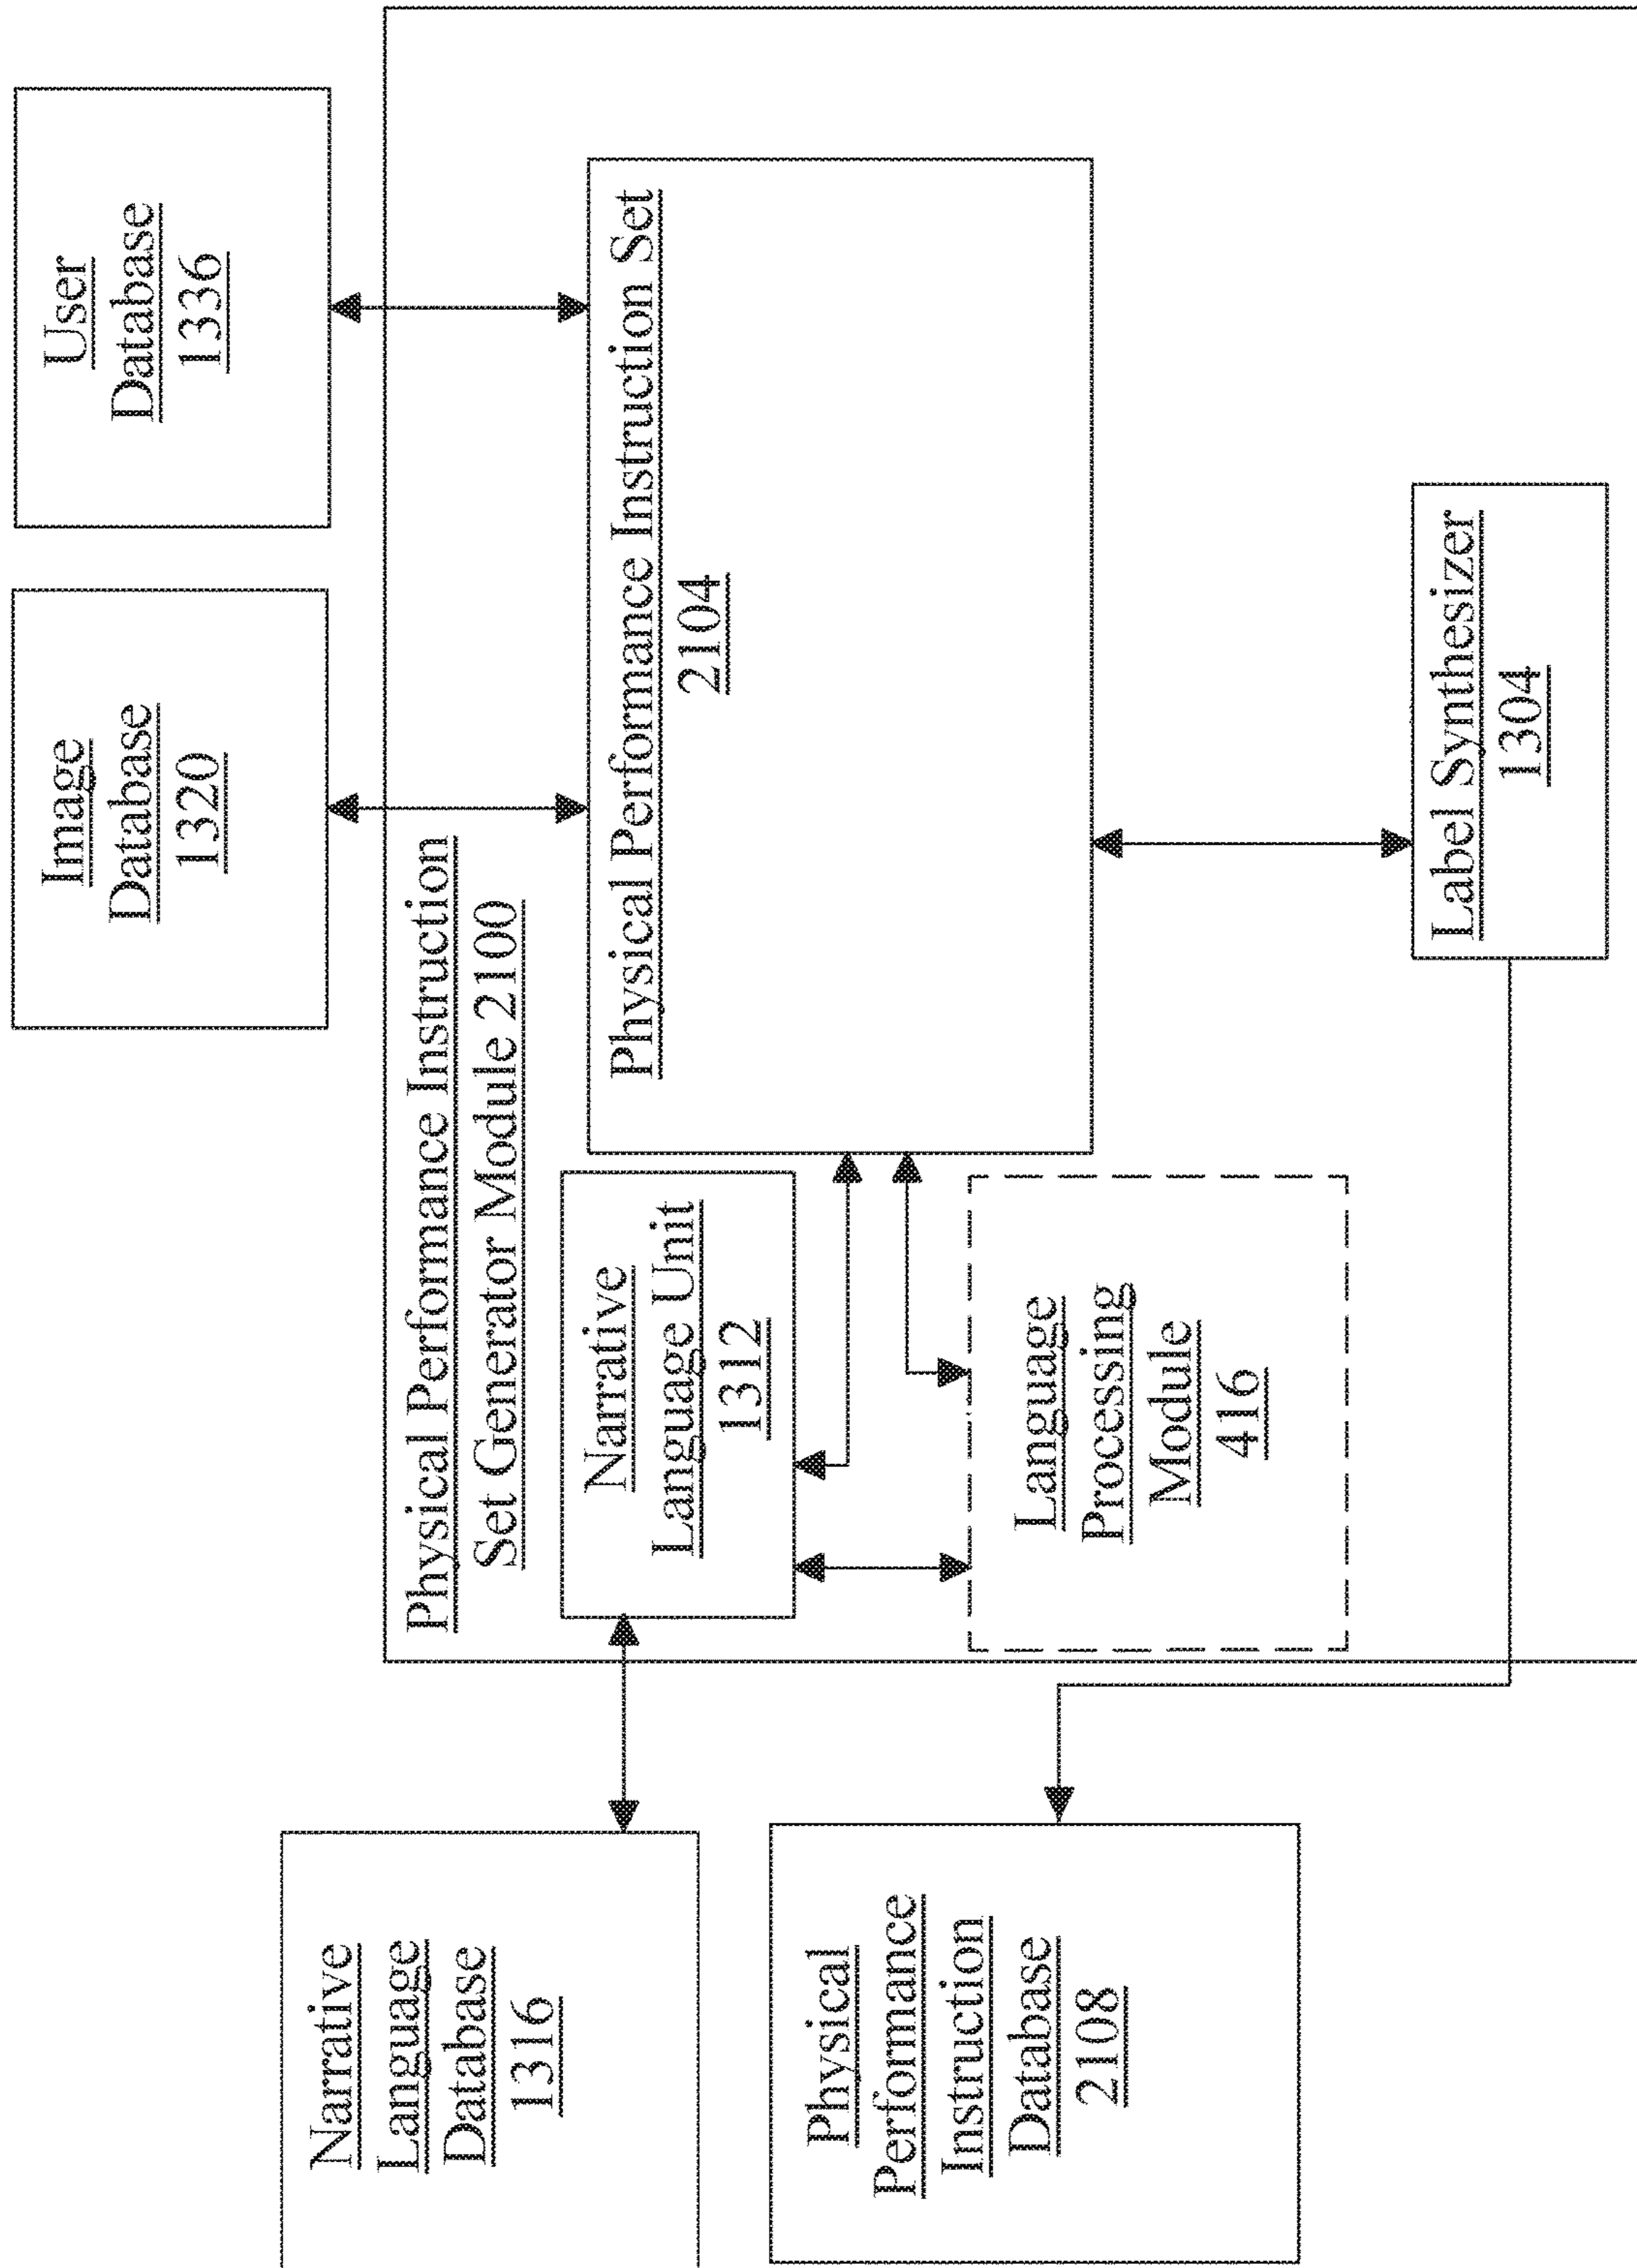 Image
Database
1320
User
Database
1336
Narrative
Language
Database
1316
Physical Performance Instruction
Set Generator Module 2100
Narrative
Language Unit
1312
Physical Performance Instruction Set
2104
Physical
Performance
Instruction
Database
2108
Language
Processing
Module
416
Label Synthesizer
1304